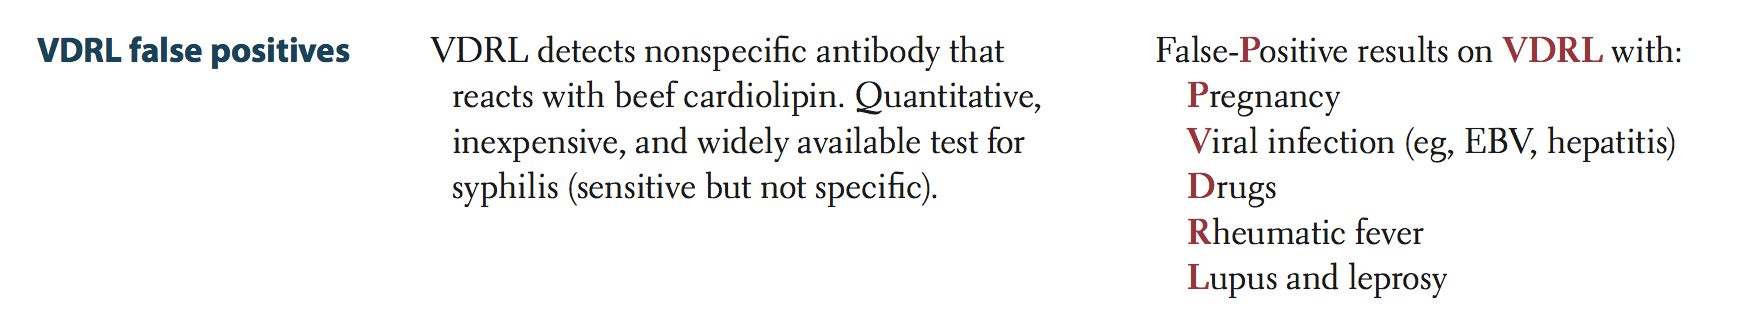 VDRL false positives
VDRL detects nonspecific antibody that
reacts with beef cardiolipin. Quantitative,
inexpensive, and widely available test for
syphilis (sensitive but not specific).
False-Positive results on VDRL with:
Pregnancy
Viral infection (eg, EBV, hepatitis)
Drugs
Rheumatic fever
Lupus and leprosy